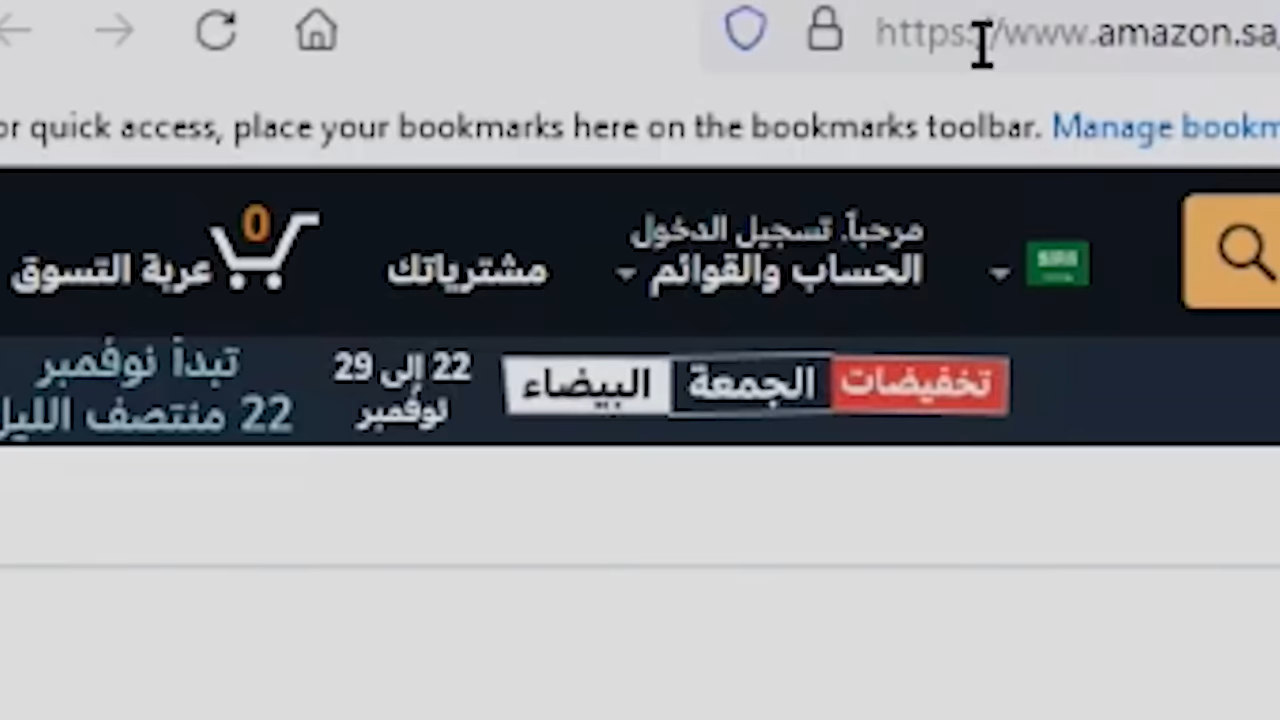 https://www.amazon.sa
or quick access, place your bookmarks here on the bookmarks toolbar. Manage bookm
مرحباً. تسجيل الدخول
الحساب والقوائم
مشترياتك
0
عربة التسوق
تخفيضات الجمعة البيضاء
22 إلى 29
نوفمبر
تبدأ نوفمبر
22 منتصف الليل